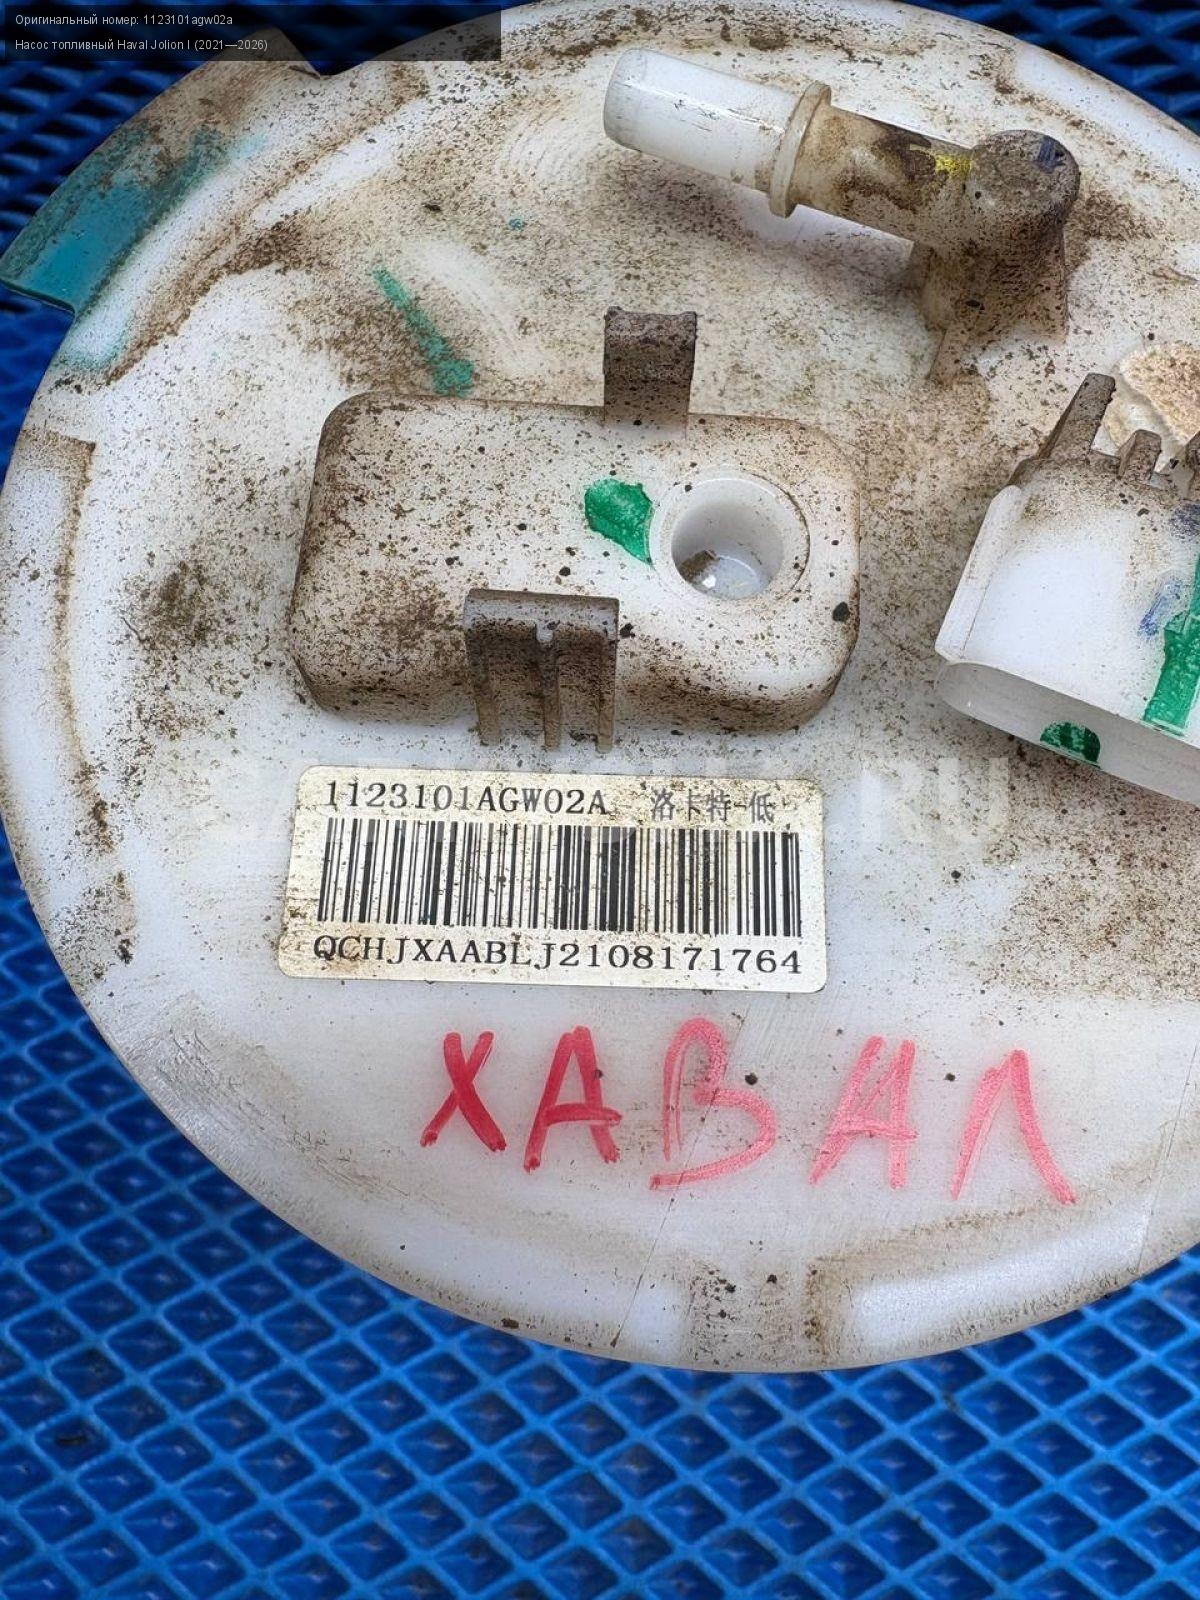 Оригинальный номер: 1123101agw02a
Насос топливный Haval Jolion I (2021—2026)
1123101AGW02A 洛卡特-低
QCHJXAABLJ2108171764
ХАВАЛ